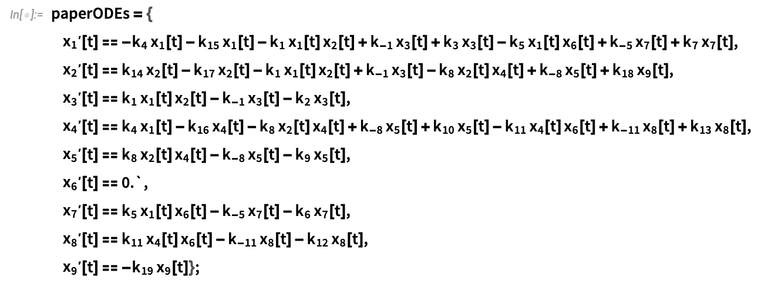 In[•]:= paperODEs = {
x₁′[t] == −k₄ x₁[t] − k₁₅ x₁[t] − k₁ x₁[t] x₂[t] + k₋₁ x₃[t] + k₃ x₃[t] − k₅ x₁[t] x₆[t] + k₋₅ x₇[t] + k₇ x₇[t],
x₂′[t] == k₁₄ x₂[t] − k₁₇ x₂[t] − k₁ x₁[t] x₂[t] + k₋₁ x₃[t] − k₈ x₂[t] x₄[t] + k₋₈ x₅[t] + k₁₈ x₉[t],
x₃′[t] == k₁ x₁[t] x₂[t] − k₋₁ x₃[t] − k₂ x₃[t],
x₄′[t] == k₄ x₁[t] − k₁₆ x₄[t] − k₈ x₂[t] x₄[t] + k₋₈ x₅[t] + k₁₀ x₅[t] − k₁₁ x₄[t] x₆[t] + k₋₁₁ x₈[t] + k₁₃ x₈[t],
x₅′[t] == k₈ x₂[t] x₄[t] − k₋₈ x₅[t] − k₉ x₅[t],
x₆′[t] == 0.`,
x₇′[t] == k₅ x₁[t] x₆[t] − k₋₅ x₇[t] − k₆ x₇[t],
x₈′[t] == k₁₁ x₄[t] x₆[t] − k₋₁₁ x₈[t] − k₁₂ x₈[t],
x₉′[t] == −k₁₉ x₉[t]};